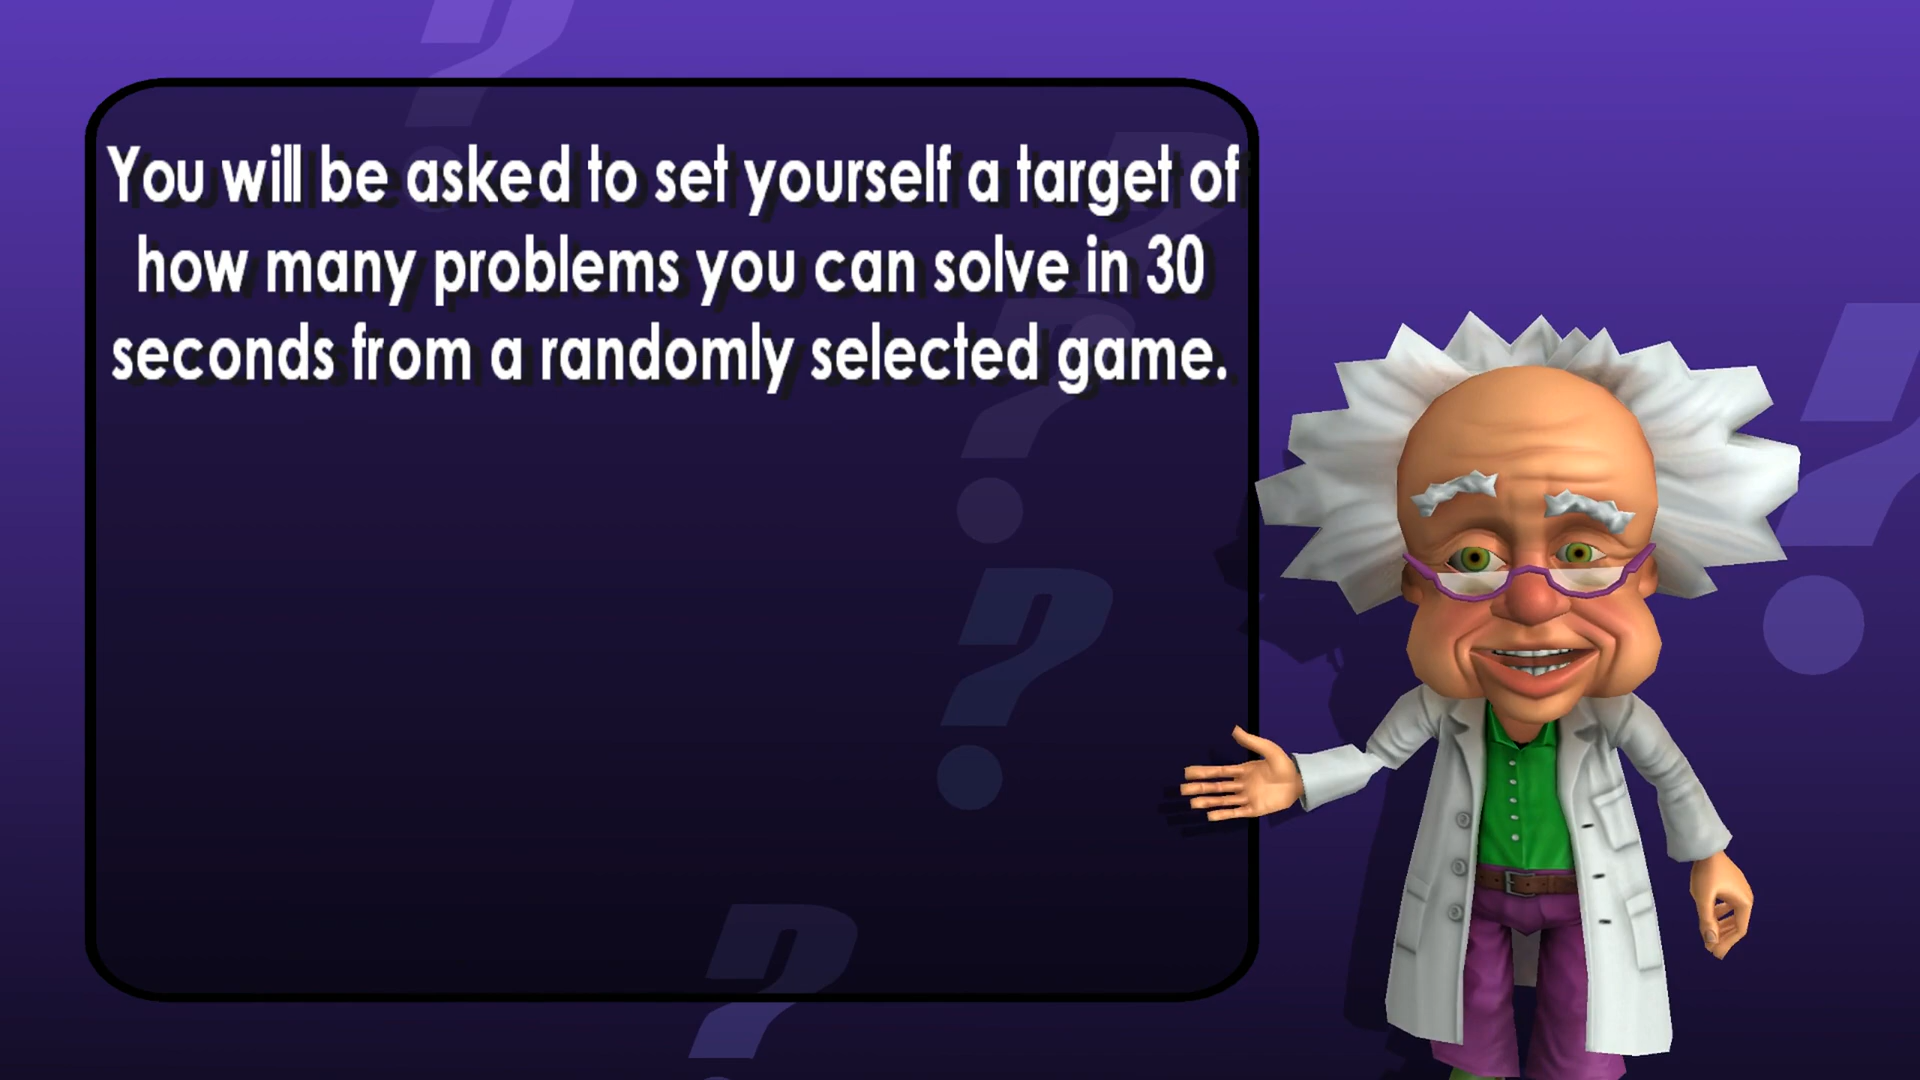 You will be asked to set yourself a target of
how many problems you can solve in 30
seconds from a randomly selected game.